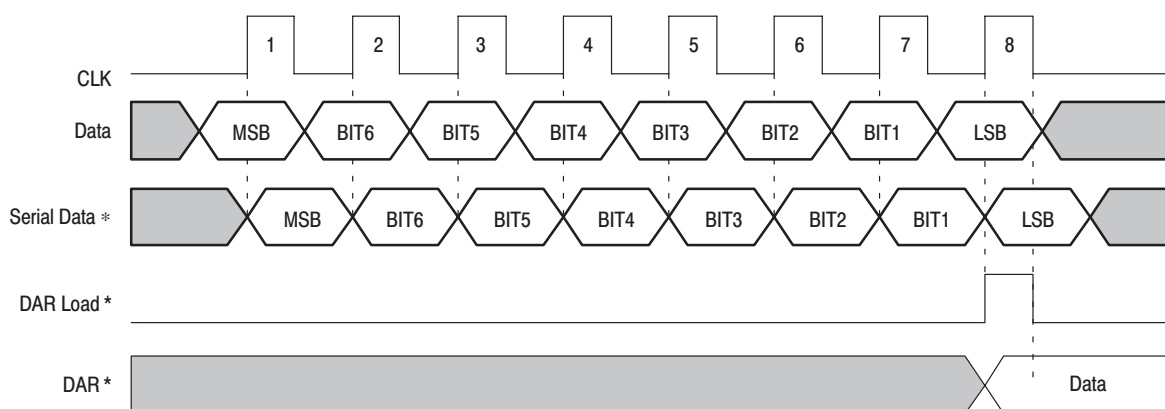 1 2 3 4 5 6 7 8
CLK
Data MSB BIT6 BIT5 BIT4 BIT3 BIT2 BIT1 LSB
Serial Data * MSB BIT6 BIT5 BIT4 BIT3 BIT2 BIT1 LSB
DAR Load *
DAR * Data